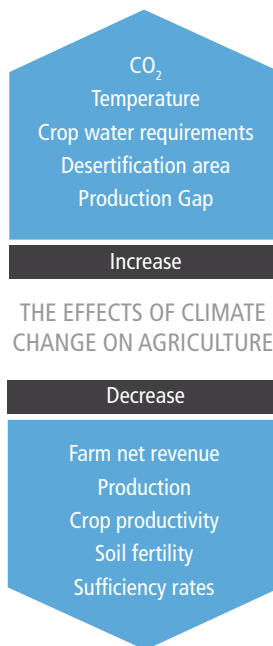 CO₂
Temperature
Crop water requirements
Desertification area
Production Gap
Increase
THE EFFECTS OF CLIMATE
CHANGE ON AGRICULTURE
Decrease
Farm net revenue
Production
Crop productivity
Soil fertility
Sufficiency rates